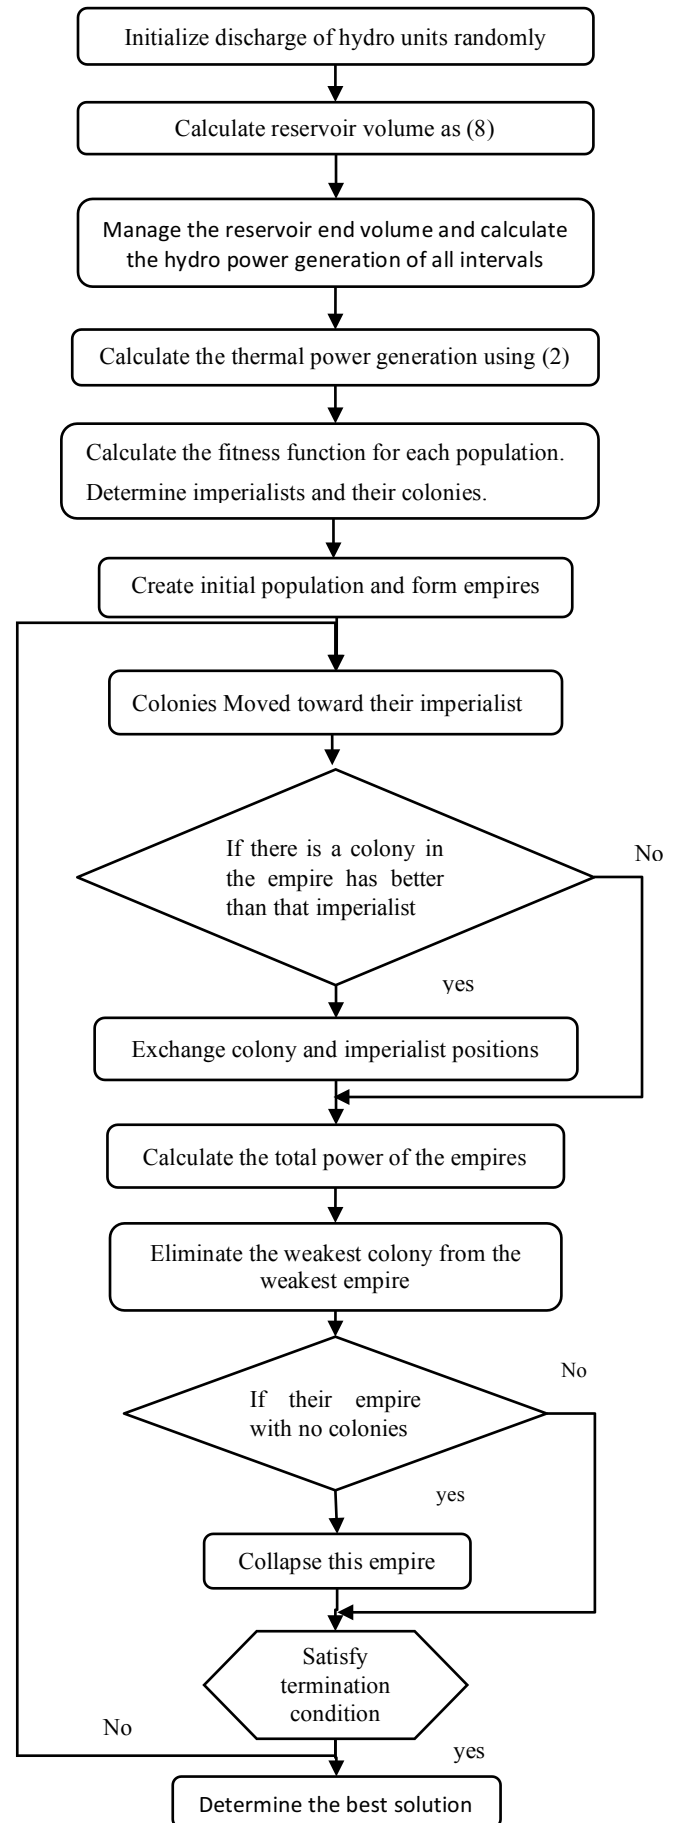 Initialize discharge of hydro units randomly
Calculate reservoir volume as (8)
Manage the reservoir end volume and calculate
the hydro power generation of all intervals
Calculate the thermal power generation using (2)
Calculate the fitness function for each population.
Determine imperialists and their colonies.
Create initial population and form empires
Colonies Moved toward their imperialist
If there is a colony in
the empire has better
than that imperialist
No
yes
Exchange colony and imperialist positions
Calculate the total power of the empires
Eliminate the weakest colony from the
weakest empire
No
If their empire
with no colonies
yes
Collapse this empire
Satisfy
termination
condition
No
yes
Determine the best solution